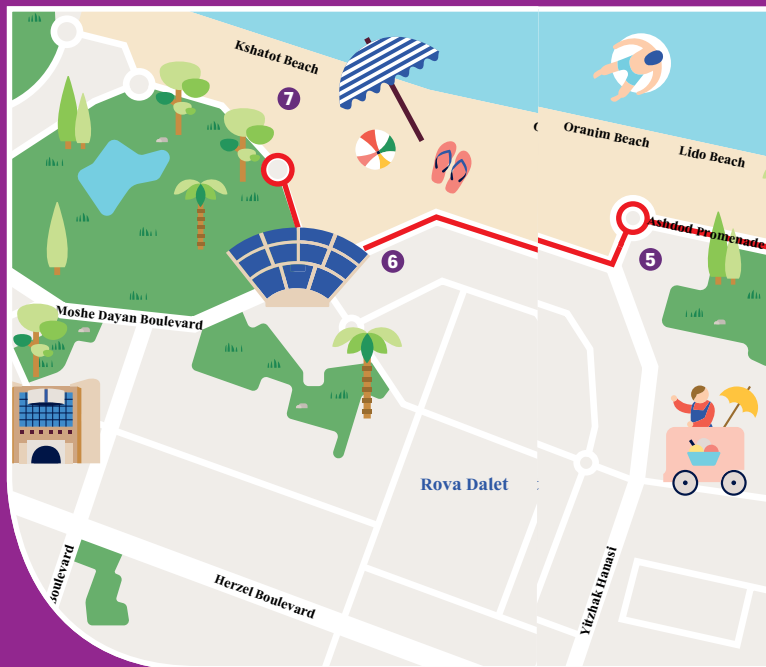 Kshatot Beach
7
Oranim Beach
Lido Beach
Ashdod Promenade
6
5
Moshe Dayan Boulevard
Rova Dalet
Boulevard
Herzel Boulevard
Yitzhak Hanasi